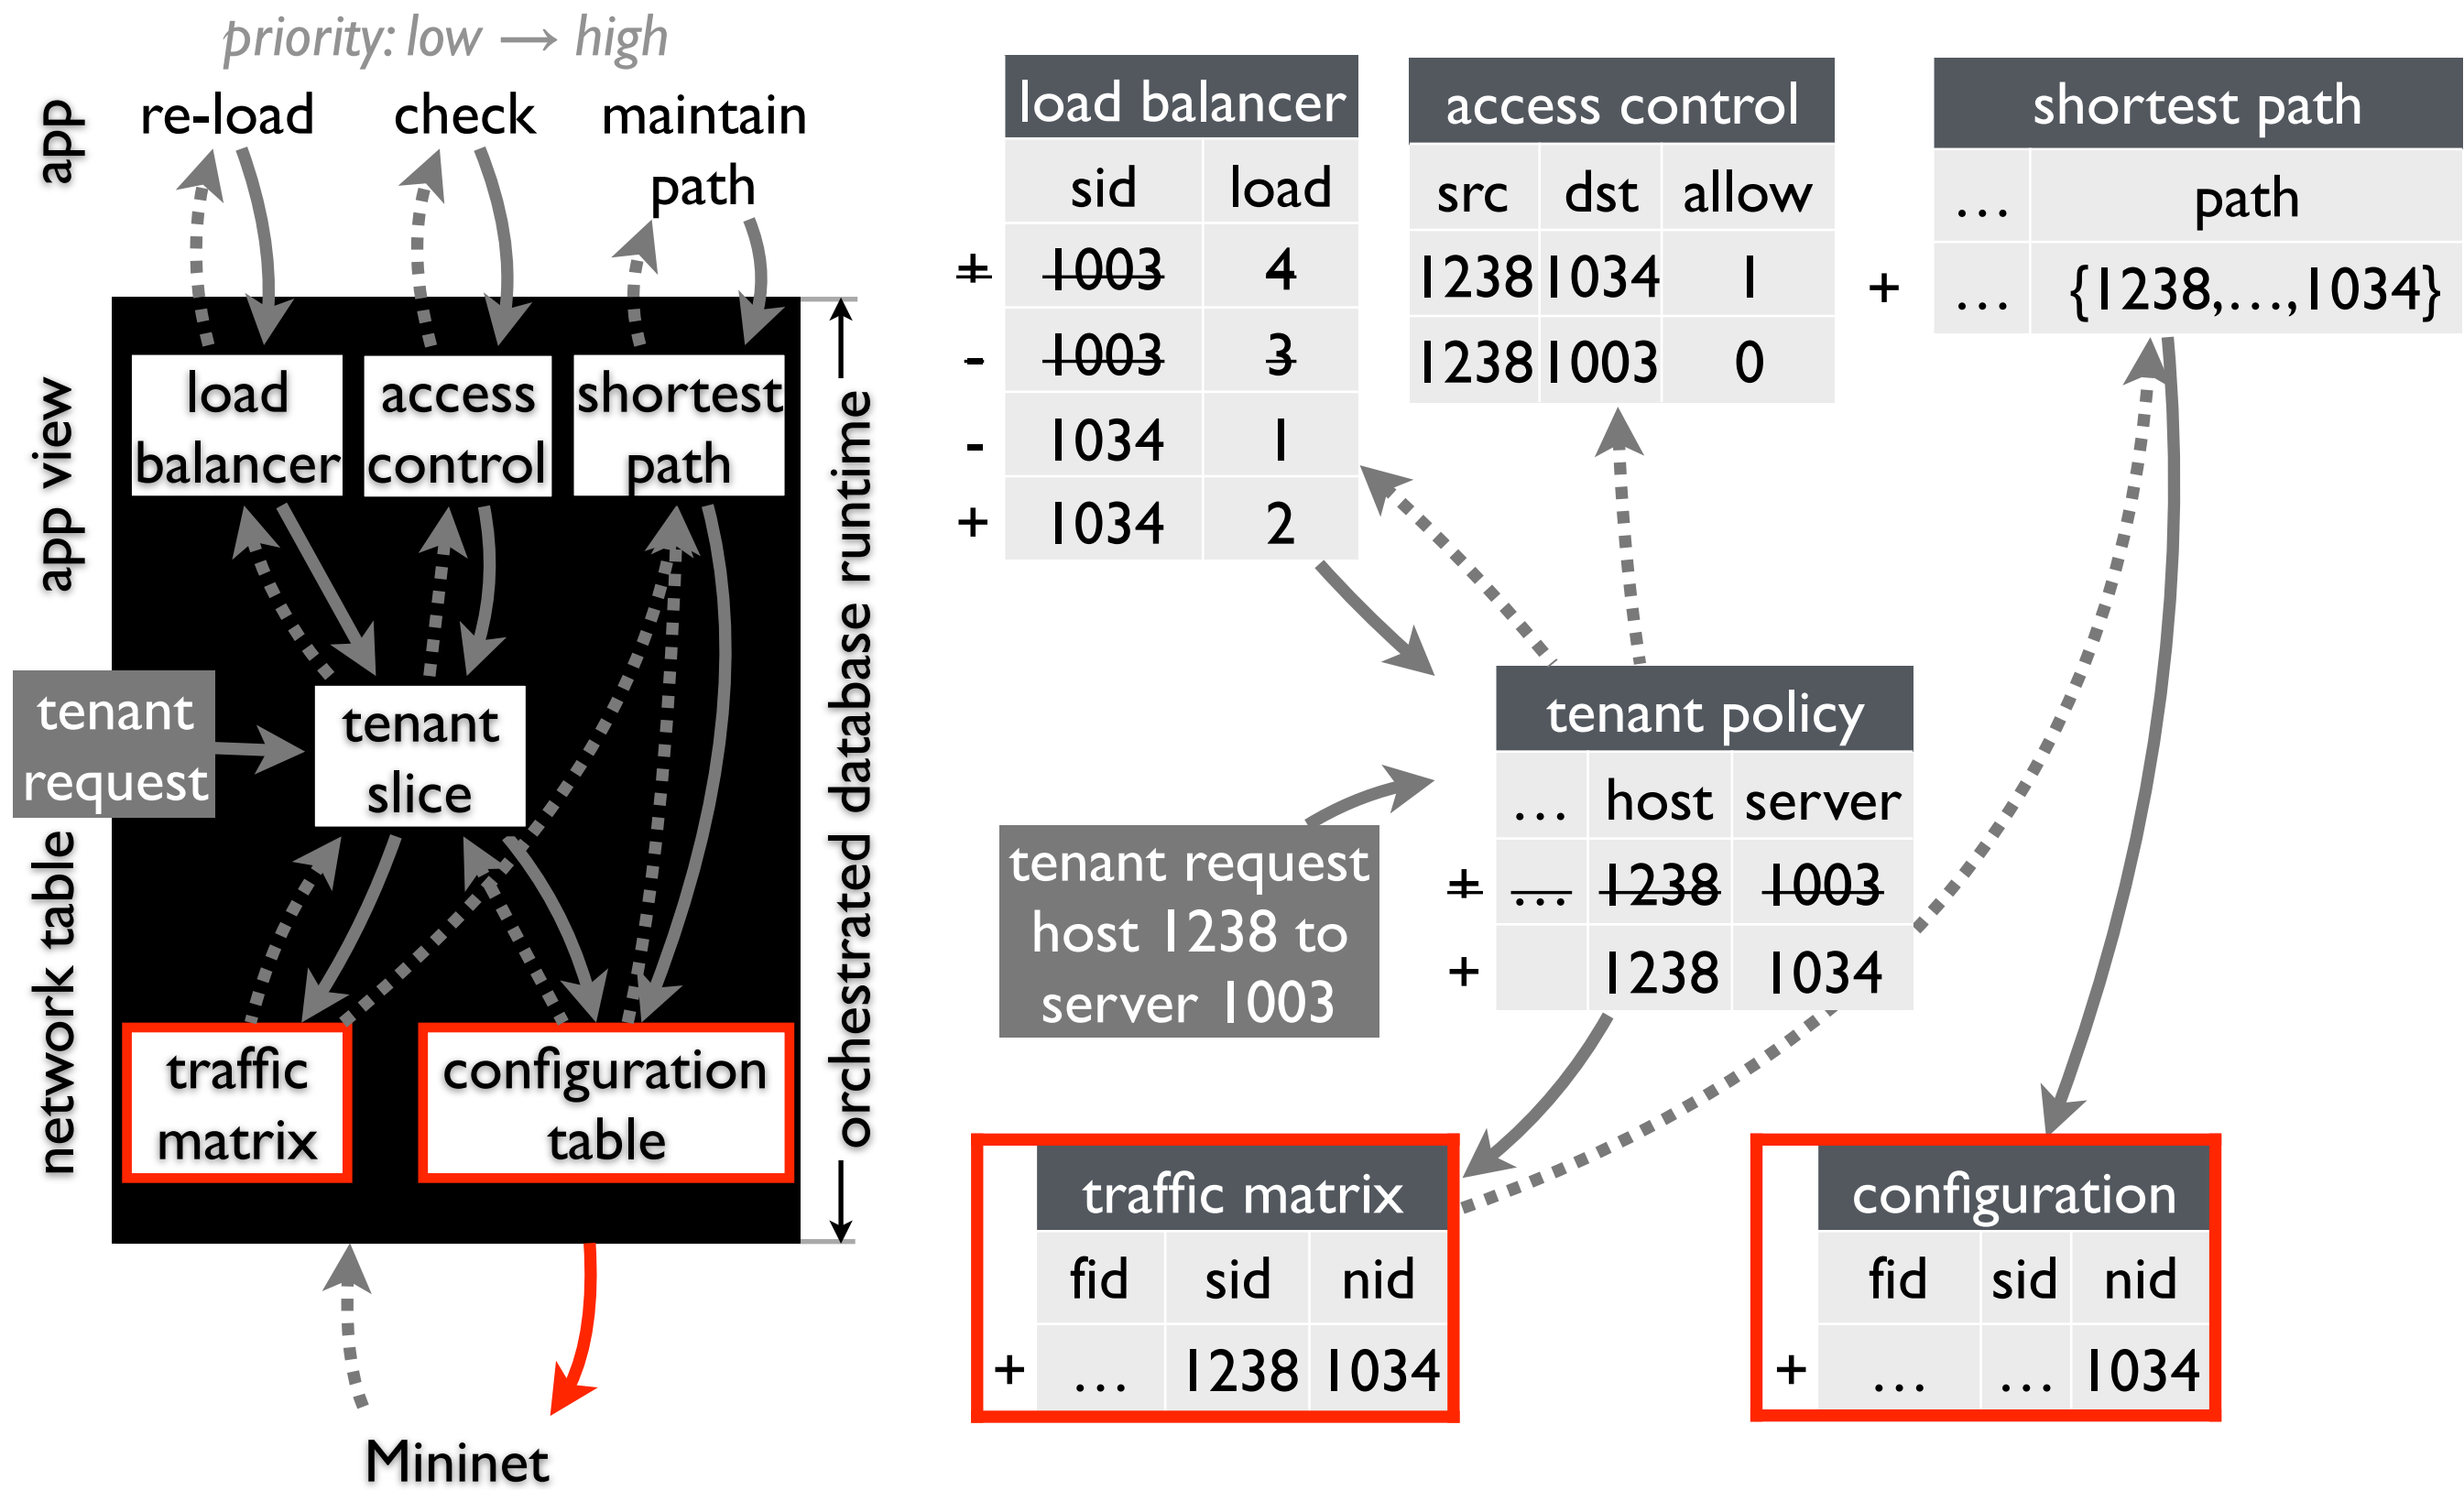 priority: low → high
app
re-load
check
maintain
path
app view
load
balancer
access
control
shortest
path
tenant
request
tenant
slice
network table
traffic
matrix
configuration
table
orchestrated database runtime
Mininet
load balancer
sid load
+ 1003 4
- 1003 3
- 1034 1
+ 1034 2
access control
src dst allow
1238 1034 1
1238 1003 0
shortest path
... path
+ ... {1238,...,1034}
tenant request
host 1238 to
server 1003
tenant policy
... host server
+ ... 1238 1003
+ 1238 1034
traffic matrix
fid sid nid
+ ... 1238 1034
configuration
fid sid nid
+ ... ... 1034